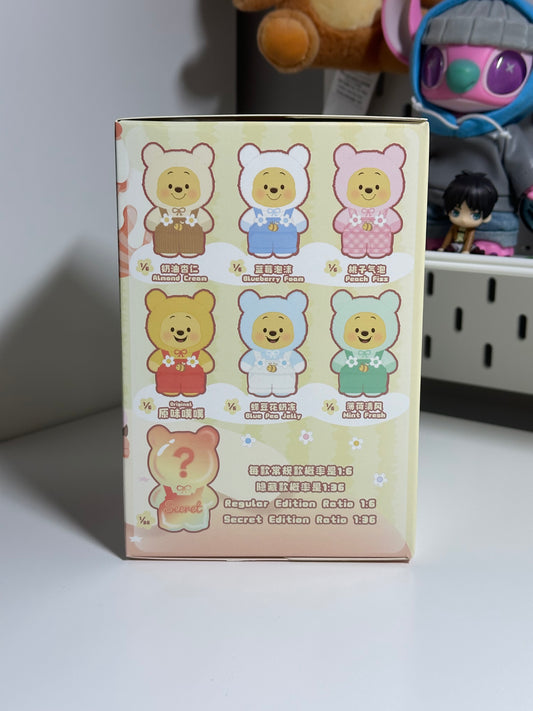 1/6 奶油杏仁
Almond Cream
1/6 蓝莓泡沫
Blueberry Foam
1/6 桃子气泡
Peach Fizz
Original
1/6 原味噗噗
1/6 蝶豆花奶冻
Blue Pea Jelly
1/6 薄荷清风
Mint Fresh
?
Secret
1/36
每款常规款概率是1:6
隐藏款概率是1:36
Regular Edition Ratio 1:6
Secret Edition Ratio 1:36